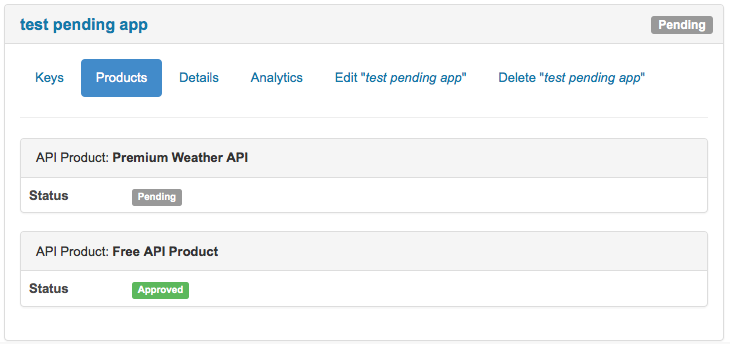 test pending app Pending
Keys Products Details Analytics Edit "test pending app" Delete "test pending app"
API Product: Premium Weather API
Status Pending
API Product: Free API Product
Status Approved